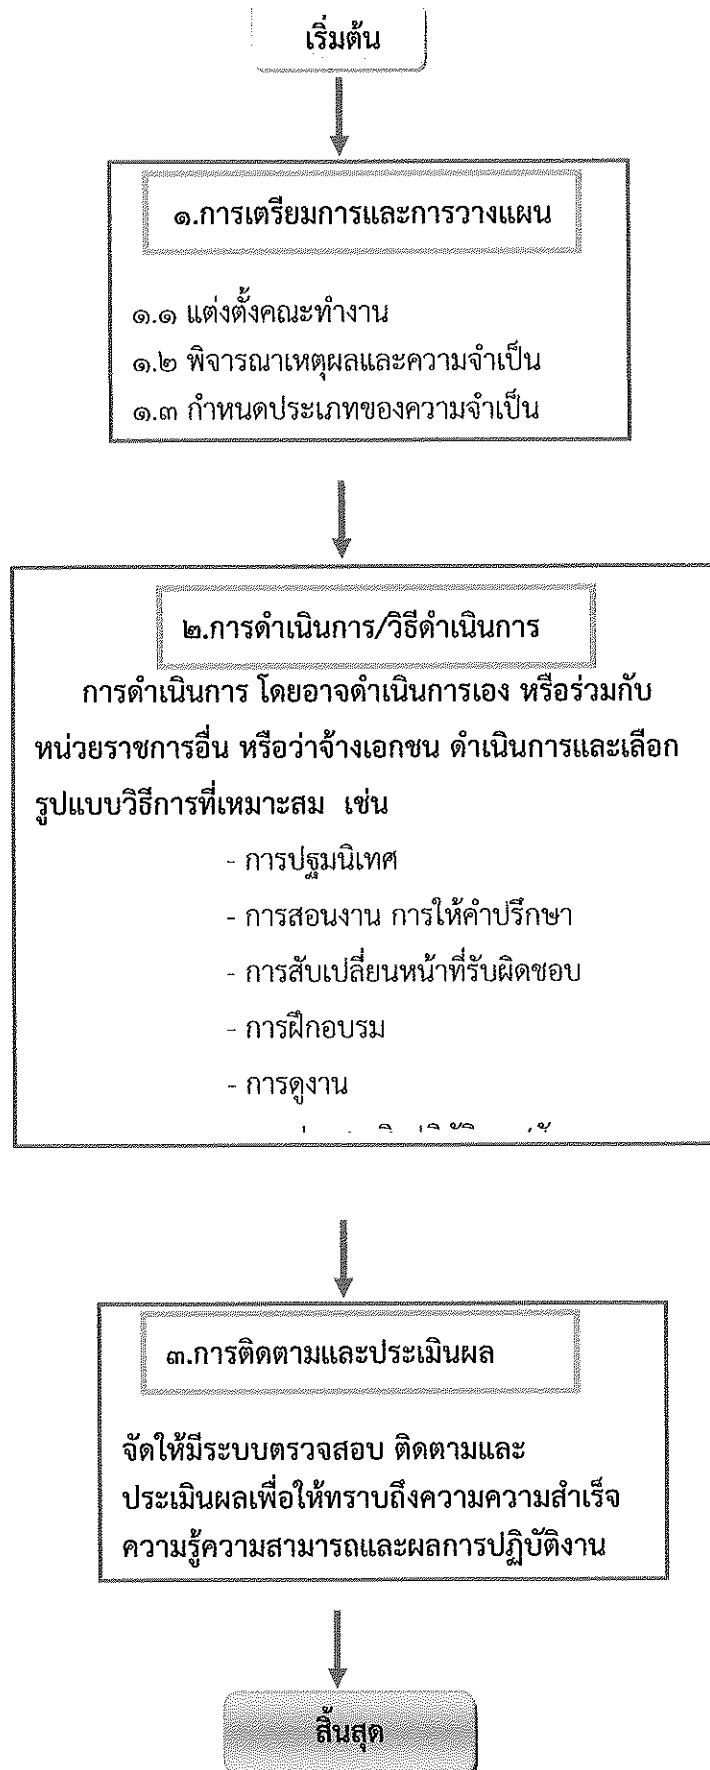 เริ่มต้น
๑.การเตรียมการและการวางแผน
๑.๑ แต่งตั้งคณะทำงาน
๑.๒ พิจารณาเหตุผลและความจำเป็น
๑.๓ กำหนดประเภทของความจำเป็น
๒.การดำเนินการ/วิธีดำเนินการ
การดำเนินการ โดยอาจดำเนินการเอง หรือร่วมกับ
หน่วยราชการอื่น หรือว่าจ้างเอกชน ดำเนินการและเลือก
รูปแบบวิธีการที่เหมาะสม เช่น
- การปฐมนิเทศ
- การสอนงาน การให้คำปรึกษา
- การสับเปลี่ยนหน้าที่รับผิดชอบ
- การฝึกอบรม
- การดูงาน
๓.การติดตามและประเมินผล
จัดให้มีระบบตรวจสอบ ติดตามและ
ประเมินผลเพื่อให้ทราบถึงความความสำเร็จ
ความรู้ความสามารถและผลการปฏิบัติงาน
สิ้นสุด